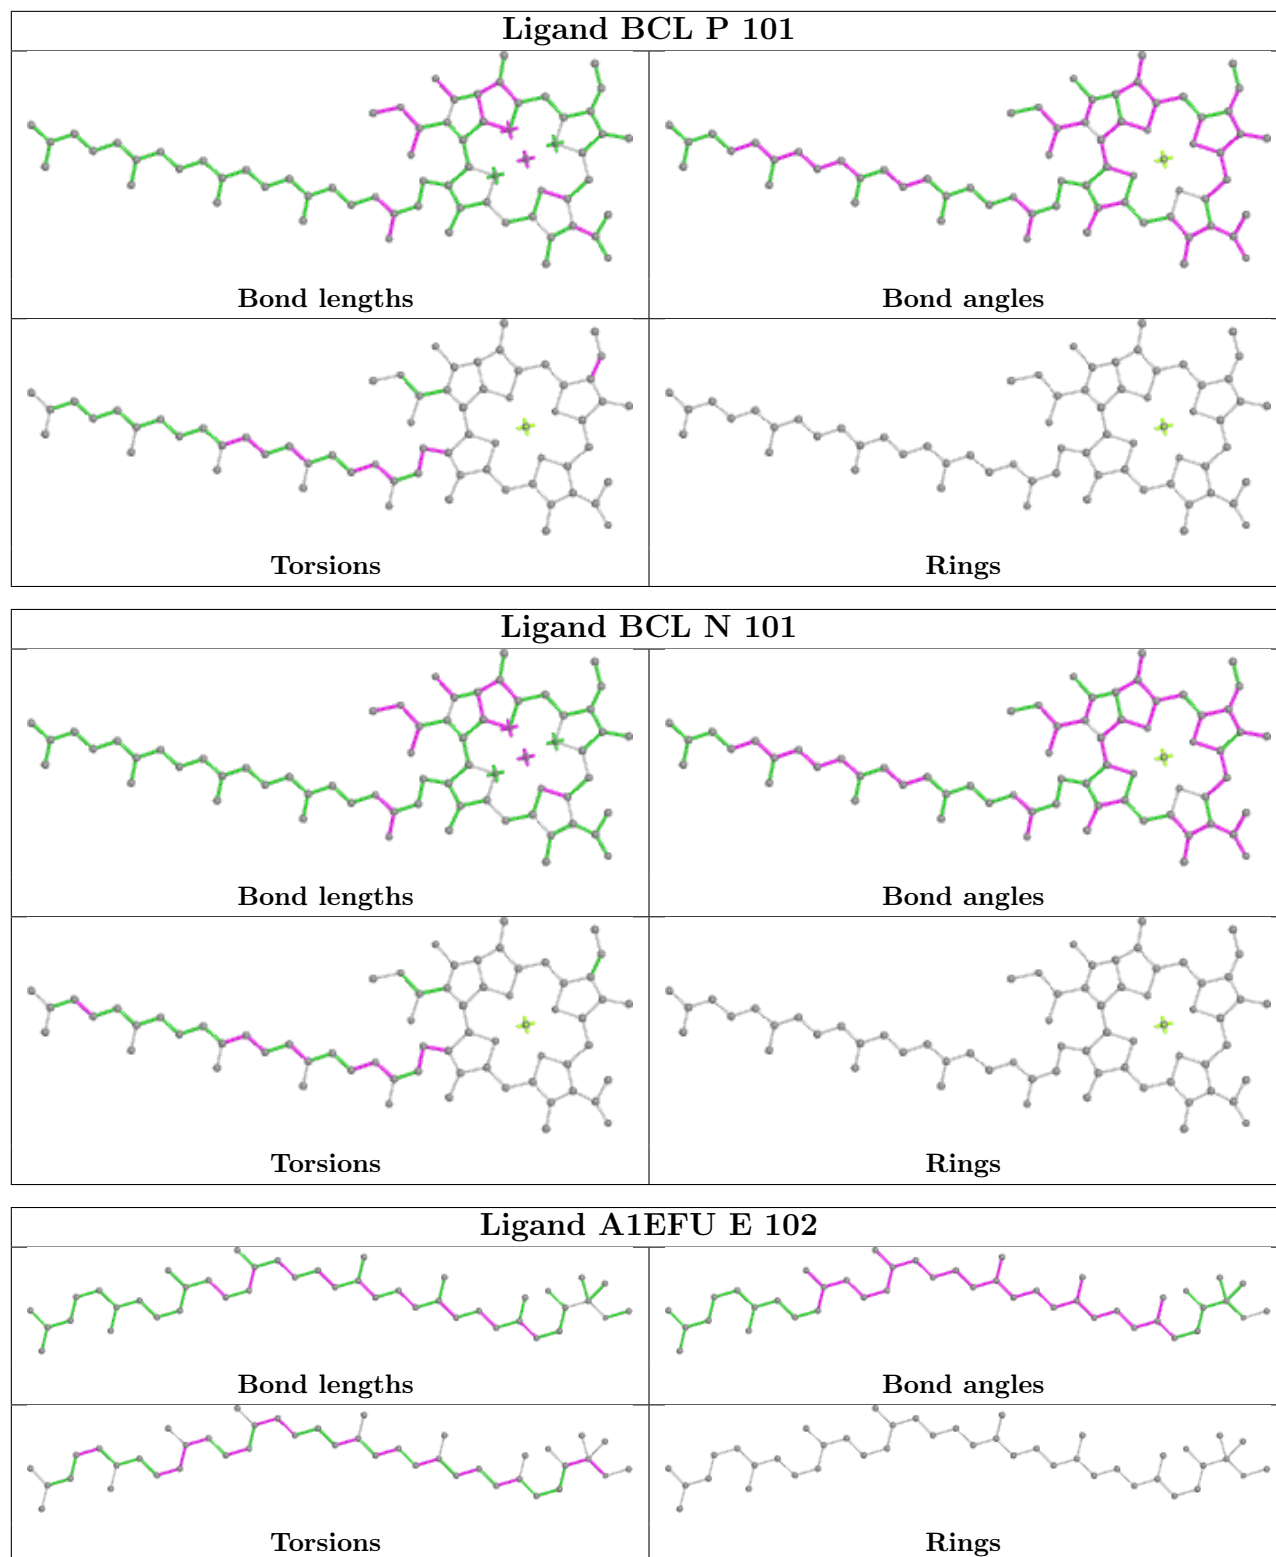 Ligand BCL P 101
Bond lengths
Bond angles
Torsions
Rings
Ligand BCL N 101
Bond lengths
Bond angles
Torsions
Rings
Ligand A1EFU E 102
Bond lengths
Bond angles
Torsions
Rings